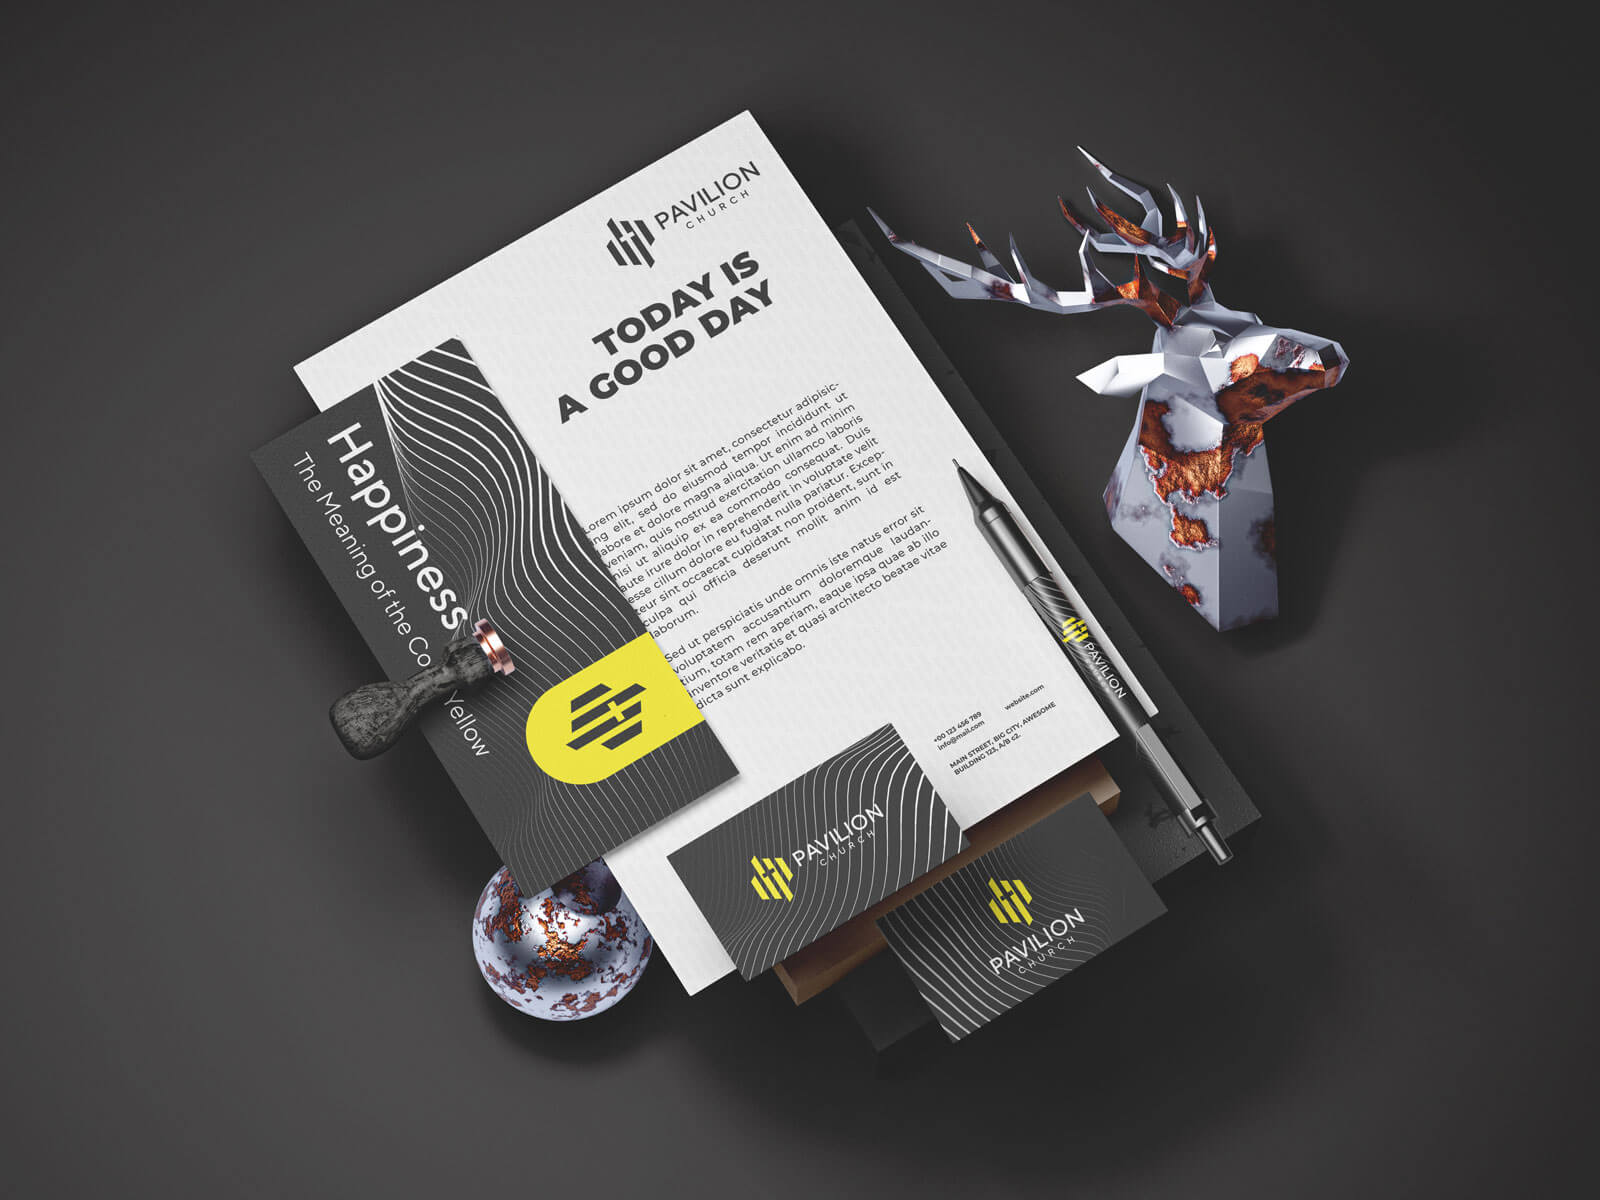 PAVILION
CHURCH
TODAY IS
A GOOD DAY
Lorem ipsum dolor sit amet, consectetur adipisic-
ng elit, sed do eiusmod tempor incididunt ut
labore et dolore magna aliqua. Ut enim ad minim
veniam, quis nostrud exercitation ullamco laboris
nisi ut aliquip ex ea commodo consequat. Duis
aute irure dolor in reprehenderit in voluptate velit
esse cillum dolore eu fugiat nulla pariatur. Excep-
teur sint occaecat cupidatat non proident, sunt in
culpa qui officia deserunt mollit anim id est
laborum.
Sed ut perspiciatis unde omnis iste natus error sit
voluptatem accusantium doloremque laudan-
tium, totam rem aperiam, eaque ipsa quae ab illo
inventore veritatis et quasi architecto beatae vitae
dicta sunt explicabo.
+00 123 456 789
info@mail.com
website.com
MAIN STREET, BIG CITY, AWESOME
BUILDING 123, A/B c2.
Happiness
The Meaning of the Co Yellow
PAVILION
CHURCH
PAVILION
CHURCH
PAVILION